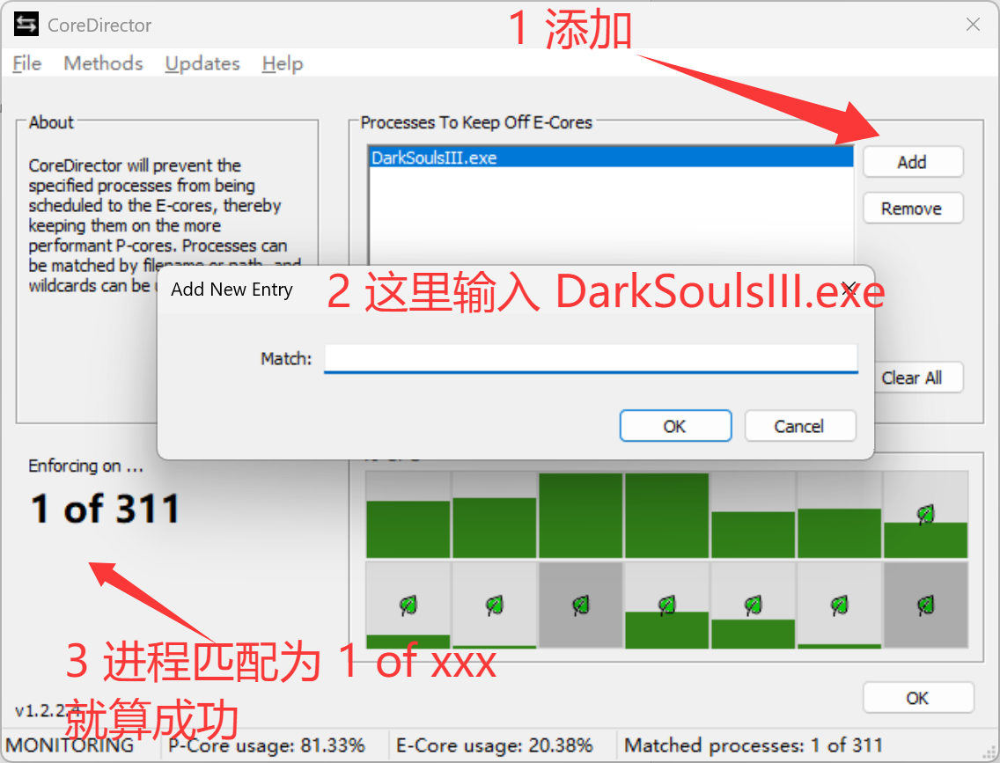 CoreDirector
1 添加
File Methods Updates Help
About
CoreDirector will prevent the
specified processes from being
scheduled to the E-cores, thereby
keeping them on the more
performant P-cores. Processes can
be matched by filename or path, and
wildcards can be
Processes To Keep Off E-Cores
DarkSoulsIII.exe
Add
Remove
Clear All
Add New Entry
2 这里输入 DarkSoulsIII.exe
Match:
OK Cancel
Enforcing on ...
1 of 311
3 进程匹配为 1 of xxx
就算成功
v1.2.2.4
OK
MONITORING P-Core usage: 81.33% E-Core usage: 20.38% Matched processes: 1 of 311